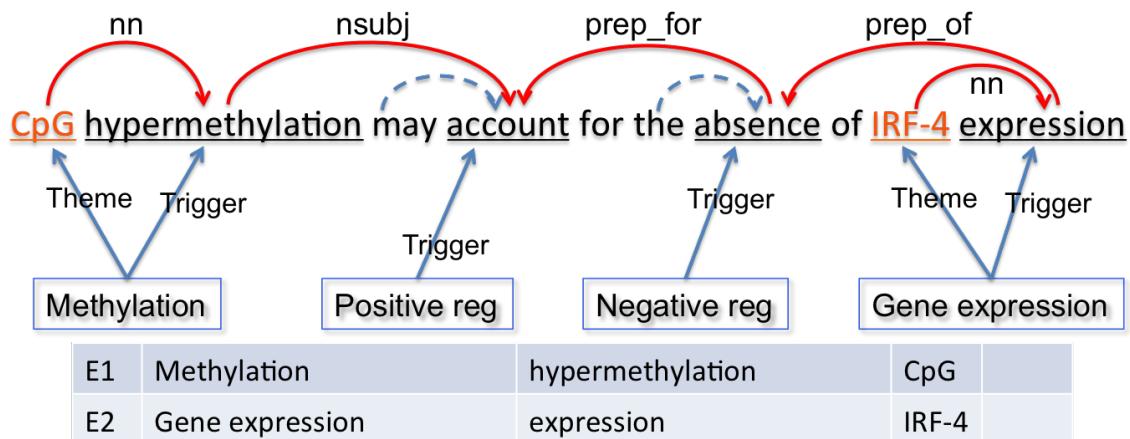 nn nsubj prep_for prep_of
nn
CpG hypermethylation may account for the absence of IRF-4 expression
Theme Trigger Trigger Trigger Theme Trigger
Methylation Positive reg Negative reg Gene expression
E1 Methylation hypermethylation CpG
E2 Gene expression expression IRF-4